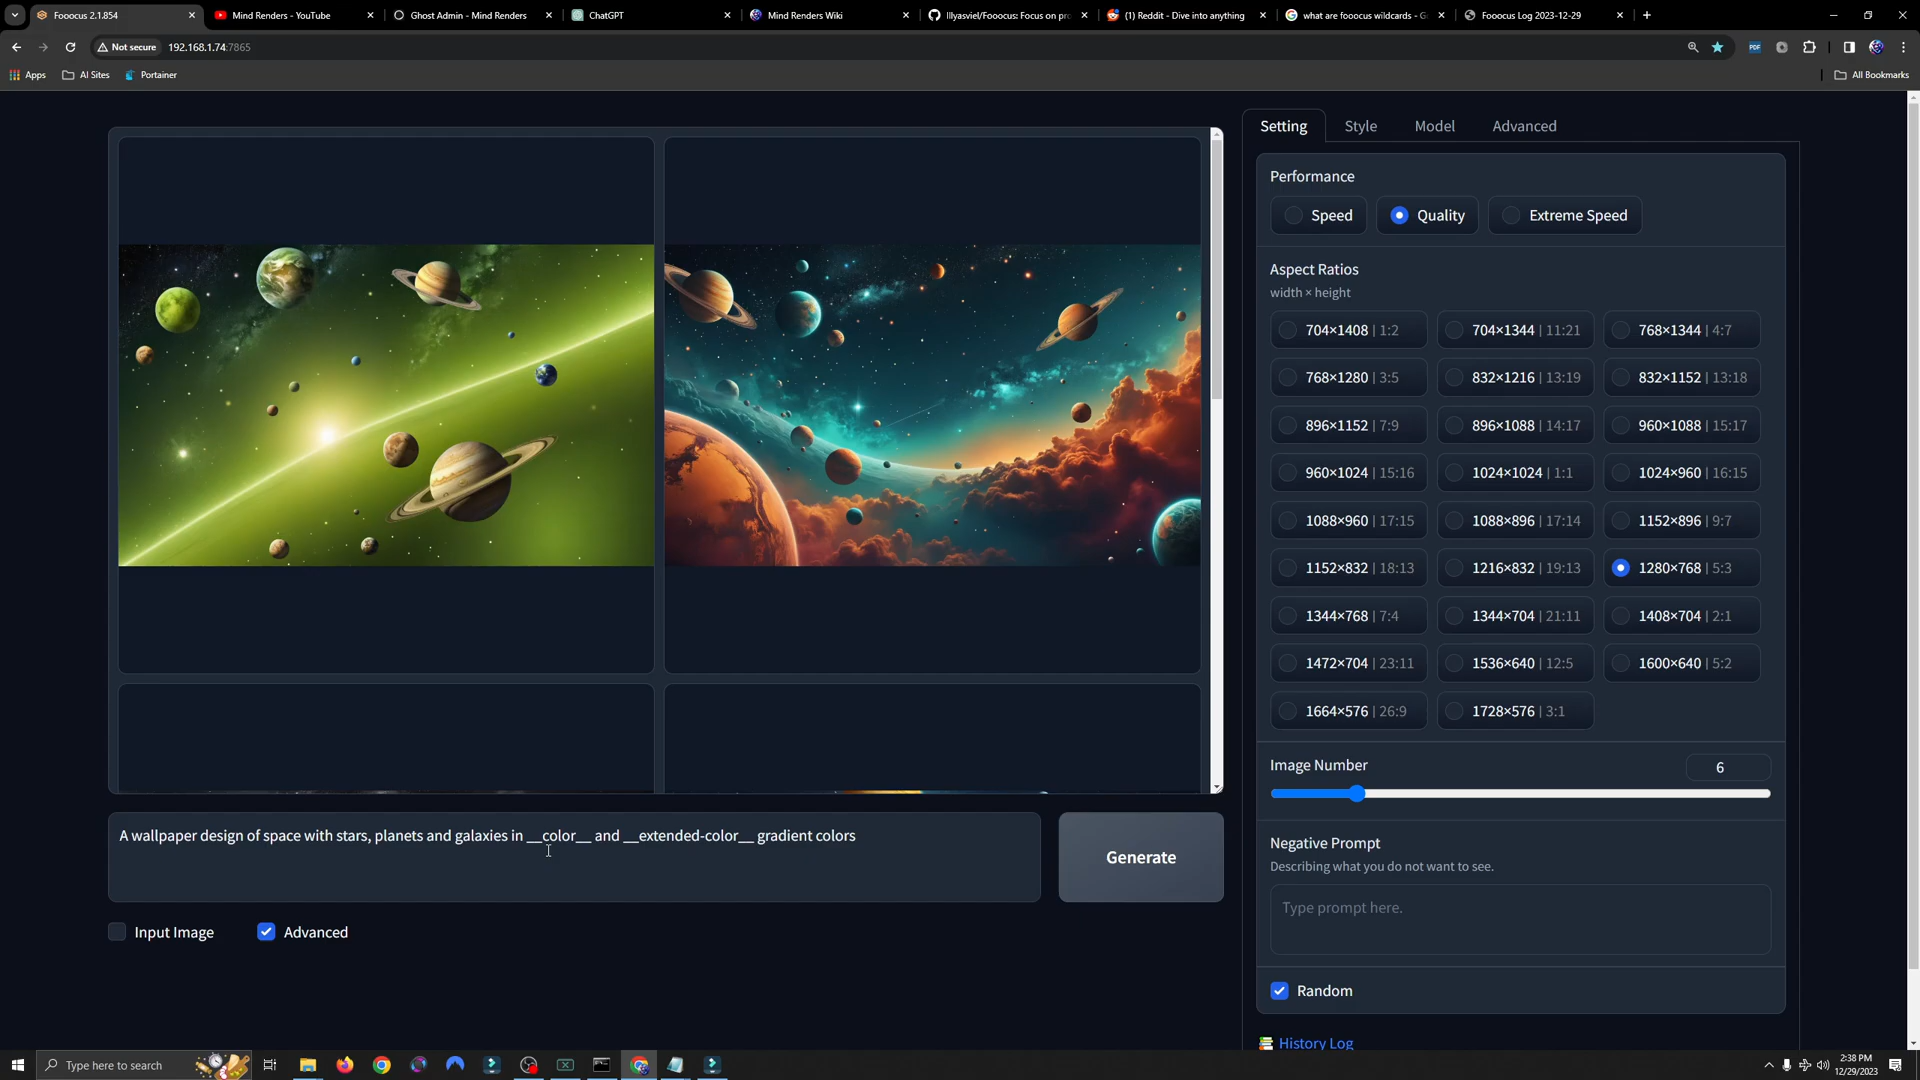 Fooocus 2.1.854
Mind Renders - YouTube
Ghost Admin - Mind Renders
ChatGPT
Mind Renders Wiki
lllyasviel/Fooocus: Focus on pro
(1) Reddit - Dive into anything
what are fooocus wildcards - G
Fooocus Log 2023-12-29
Not secure
192.168.1.74:7865
PDF
Apps
AI Sites
Portainer
All Bookmarks
Setting
Style
Model
Advanced
Performance
Speed
Quality
Extreme Speed
Aspect Ratios
width × height
704×1408 | 1:2
704×1344 | 11:21
768×1344 | 4:7
768×1280 | 3:5
832×1216 | 13:19
832×1152 | 13:18
896×1152 | 7:9
896×1088 | 14:17
960×1088 | 15:17
960×1024 | 15:16
1024×1024 | 1:1
1024×960 | 16:15
1088×960 | 17:15
1088×896 | 17:14
1152×896 | 9:7
1152×832 | 18:13
1216×832 | 19:13
1280×768 | 5:3
1344×768 | 7:4
1344×704 | 21:11
1408×704 | 2:1
1472×704 | 23:11
1536×640 | 12:5
1600×640 | 5:2
1664×576 | 26:9
1728×576 | 3:1
Image Number
6
A wallpaper design of space with stars, planets and galaxies in __color__ and __extended-color__ gradient colors
Generate
Negative Prompt
Describing what you do not want to see.
Type prompt here.
Input Image
Advanced
Random
History Log
Type here to search
2:38 PM
12/29/2023